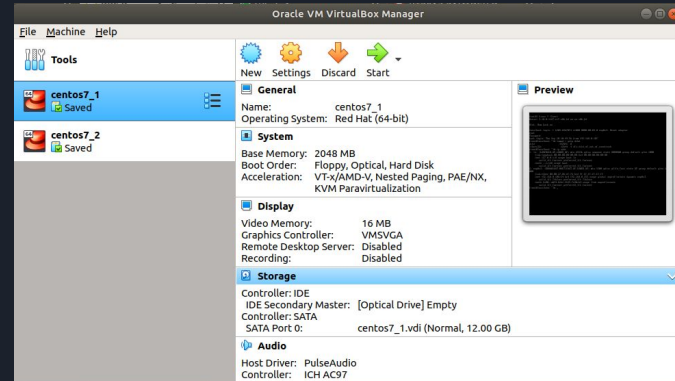 Oracle VM VirtualBox Manager
File Machine Help
Tools
New Settings Discard Start
64 centos7_1
Saved
64 centos7_2
Saved
General
Name: centos7_1
Operating System: Red Hat (64-bit)
System
Base Memory: 2048 MB
Boot Order: Floppy, Optical, Hard Disk
Acceleration: VT-x/AMD-V, Nested Paging, PAE/NX,
KVM Paravirtualization
Display
Video Memory: 16 MB
Graphics Controller: VMSVGA
Remote Desktop Server: Disabled
Recording: Disabled
Storage
Controller: IDE
IDE Secondary Master: [Optical Drive] Empty
Controller: SATA
SATA Port 0: centos7_1.vdi (Normal, 12.00 GB)
Audio
Host Driver: PulseAudio
Controller: ICH AC97
Preview